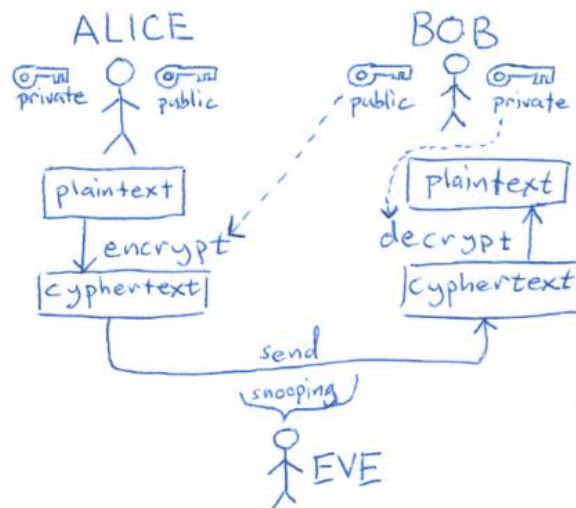 ALICE BOB
private public public private
plaintext plaintext
encrypt decrypt
cyphertext cyphertext
send
snooping
EVE